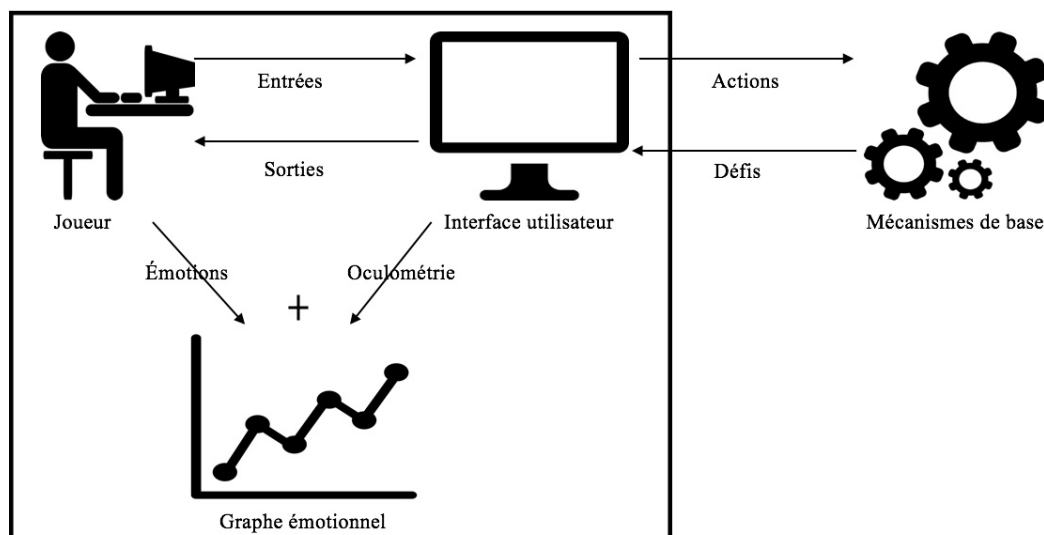 Entrées
Actions
Sorties
Défis
Joueur
Interface utilisateur
Mécanismes de base
Émotions
Oculométrie
+
Graphe émotionnel